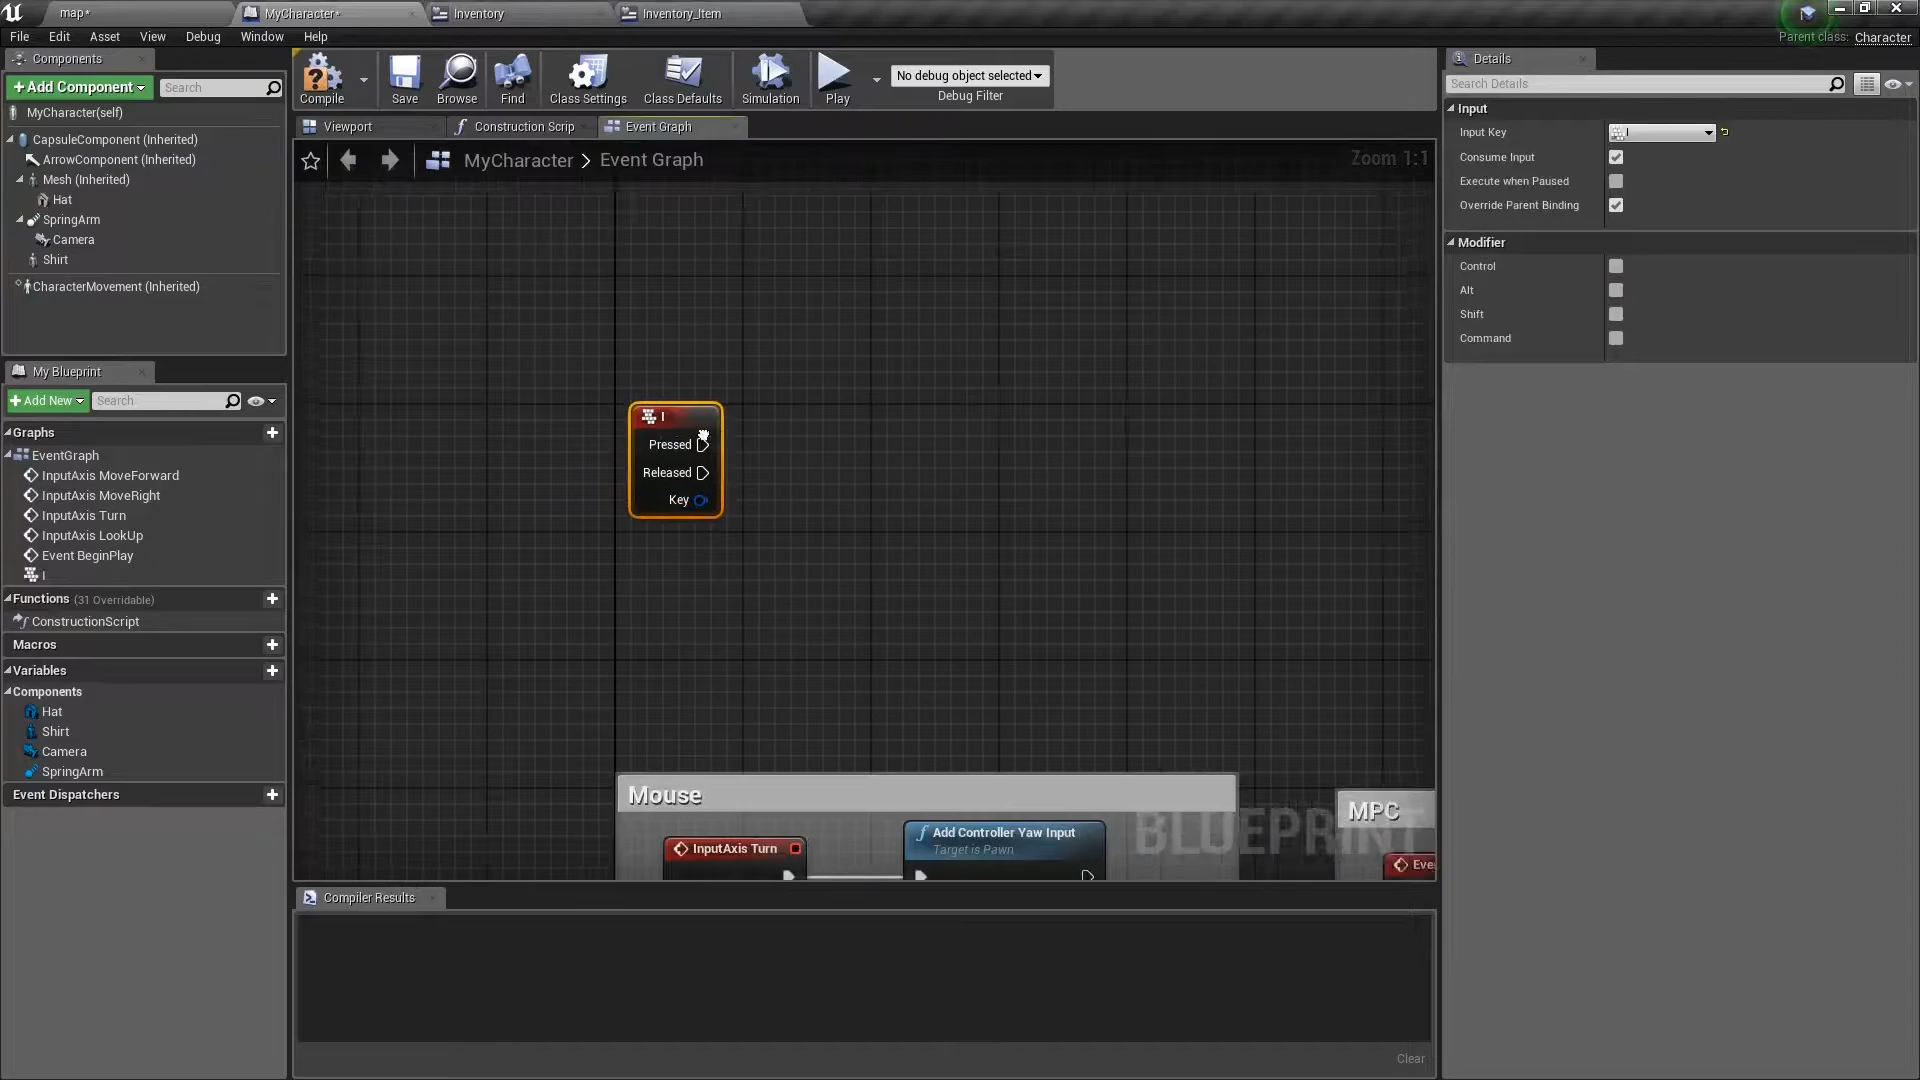 map*
MyCharacter*
Inventory
Inventory_Item
File
Edit
Asset
View
Debug
Window
Help
Parent class: Character
Components
+Add Component
Search
MyCharacter(self)
CapsuleComponent (Inherited)
ArrowComponent (Inherited)
Mesh (Inherited)
Hat
SpringArm
Camera
Shirt
CharacterMovement (Inherited)
My Blueprint
+Add New
Search
Graphs
EventGraph
InputAxis MoveForward
InputAxis MoveRight
InputAxis Turn
InputAxis LookUp
Event BeginPlay
I
Functions (31 Overridable)
ConstructionScript
Macros
Variables
Components
Hat
Shirt
Camera
SpringArm
Event Dispatchers
Compile
Save
Browse
Find
Class Settings
Class Defaults
Simulation
Play
No debug object selected
Debug Filter
Viewport
Construction Scrip
Event Graph
MyCharacter > Event Graph
Zoom 1:1
I
Pressed
Released
Key
Mouse
InputAxis Turn
Add Controller Yaw Input
Target is Pawn
BLUEPRINT
MPC
Eve
Compiler Results
Clear
Details
Search Details
Input
Input Key
I
Consume Input
Execute when Paused
Override Parent Binding
Modifier
Control
Alt
Shift
Command